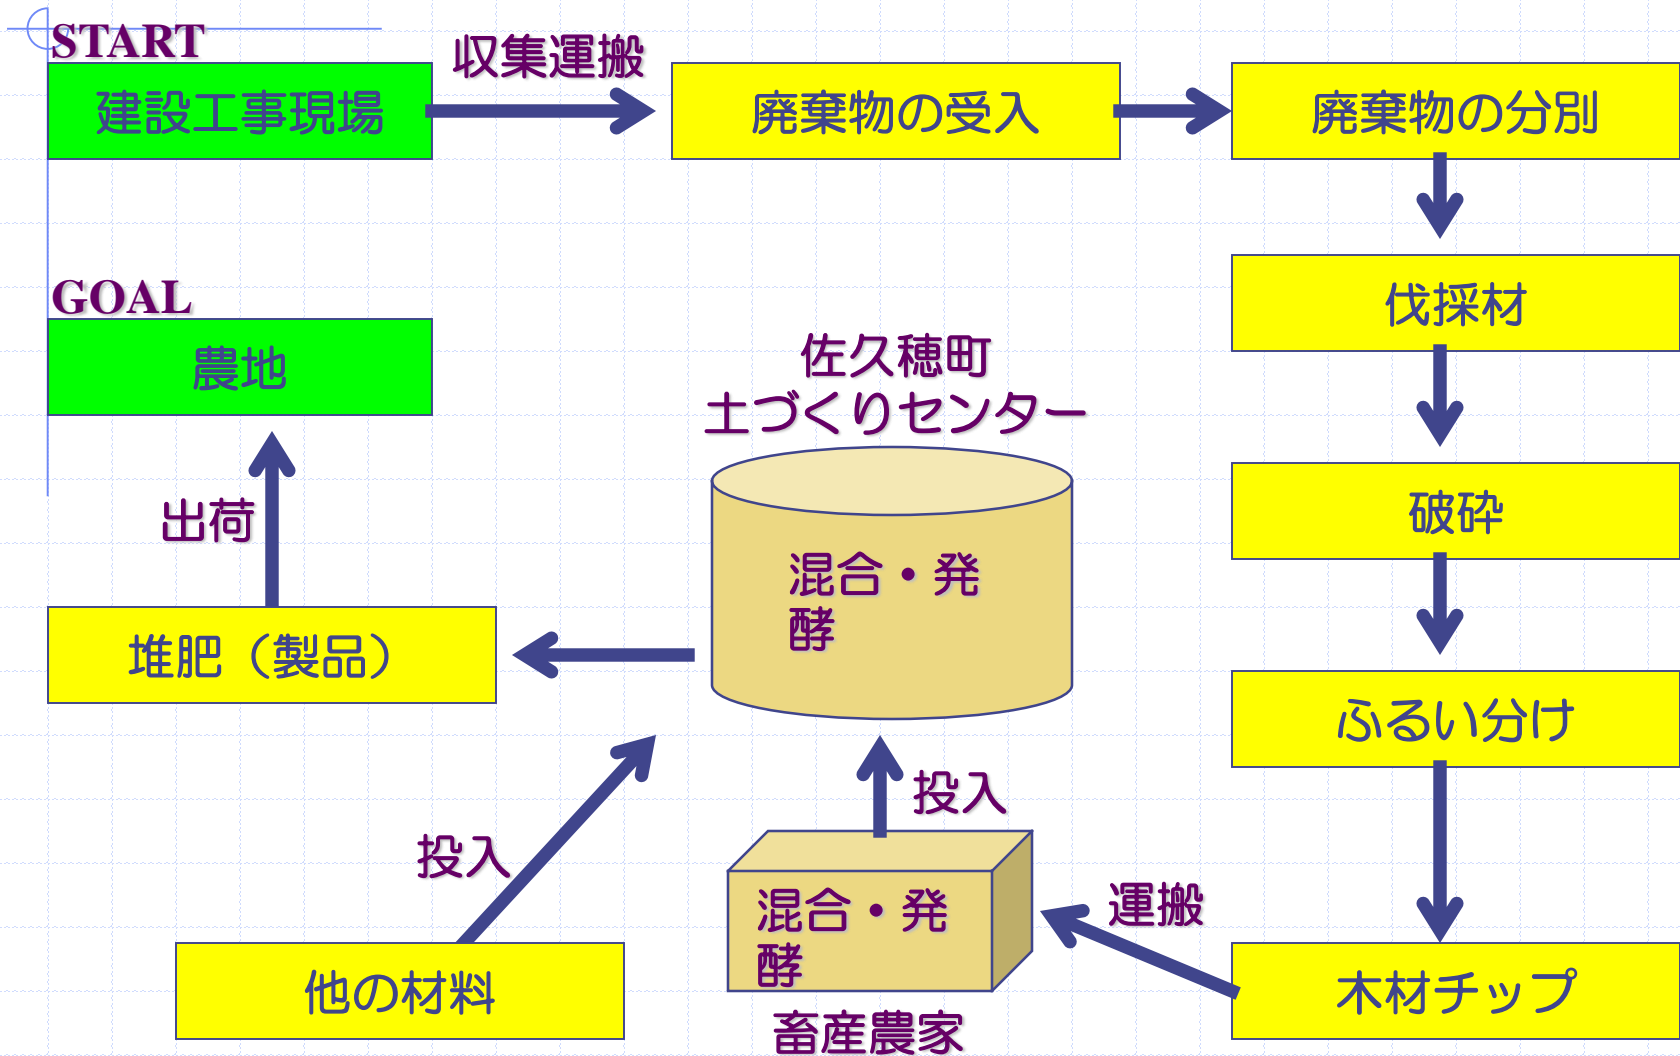 START
収集運搬
建設工事現場
廃棄物の受入
廃棄物の分別
伐採材
GOAL
農地
佐久穂町
土づくりセンター
破砕
出荷
混合・発
酵
堆肥（製品）
ふるい分け
投入
投入
混合・発
酵
運搬
他の材料
木材チップ
畜産農家